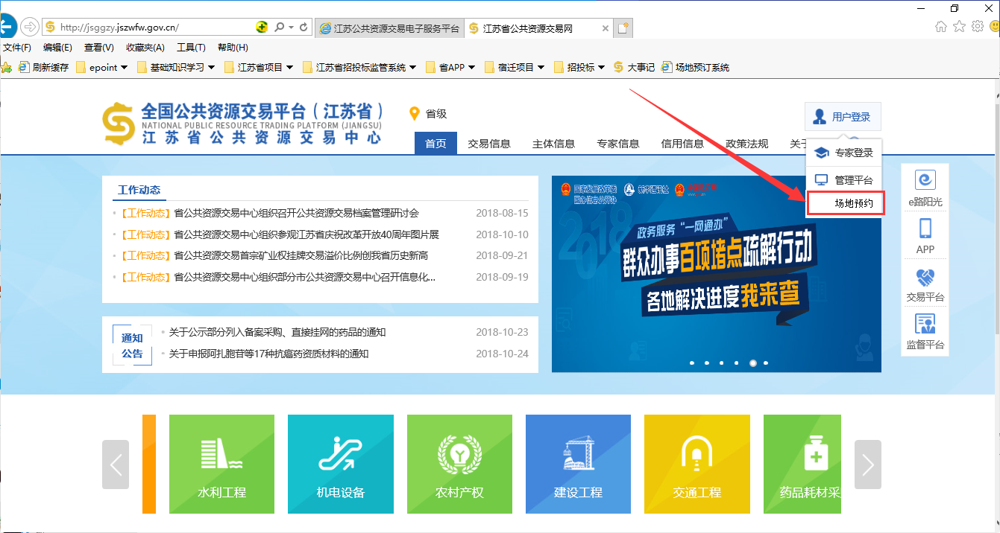 http://jsggzy.jszwfw.gov.cn/
江苏公共资源交易电子服务平台
江苏省公共资源交易网
文件(F) 编辑(E) 查看(V) 收藏夹(A) 工具(T) 帮助(H)
刷新缓存 epoint 基础知识学习 江苏省项目 江苏省招投标监管系统 省APP 宿迁项目 招投标 大事记 场地预订系统
全国公共资源交易平台（江苏省）
NATIONAL PUBLIC RESOURCE TRADING PLATFORM (JIANGSU)
江苏省公共资源交易中心
省级
用户登录
首页 交易信息 主体信息 专家信息 信用信息 政策法规 关于
专家登录
管理平台
场地预约
工作动态
【工作动态】省公共资源交易中心组织召开公共资源交易档案管理研讨会 2018-08-15
【工作动态】省公共资源交易中心组织参观江苏省庆祝改革开放40周年图片展 2018-10-10
【工作动态】省公共资源交易首宗矿业权挂牌交易溢价比例创我省历史新高 2018-09-21
【工作动态】省公共资源交易中心组织部分市公共资源交易中心召开信息化... 2018-09-19
通知
公告
关于公示部分列入备案采购、直接挂网的药品的通知 2018-10-23
关于申报阿扎胞苷等17种抗癌药资质材料的通知 2018-10-24
国家发展改革委
国办信息公开办
新华通讯社
2018
政务服务“一网通办”
群众办事百项堵点疏解行动
各地解决进度我来查
e路阳光
APP
交易平台
监督平台
水利工程
机电设备
农村产权
建设工程
交通工程
药品耗材采